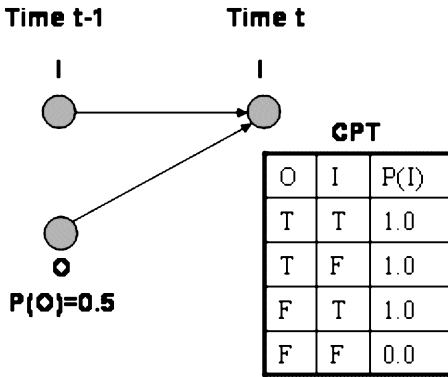 Time t-1 Time t
I I
CPT
O I P(I)
T T 1.0
T F 1.0
F T 1.0
F F 0.0
O
P(O)=0.5